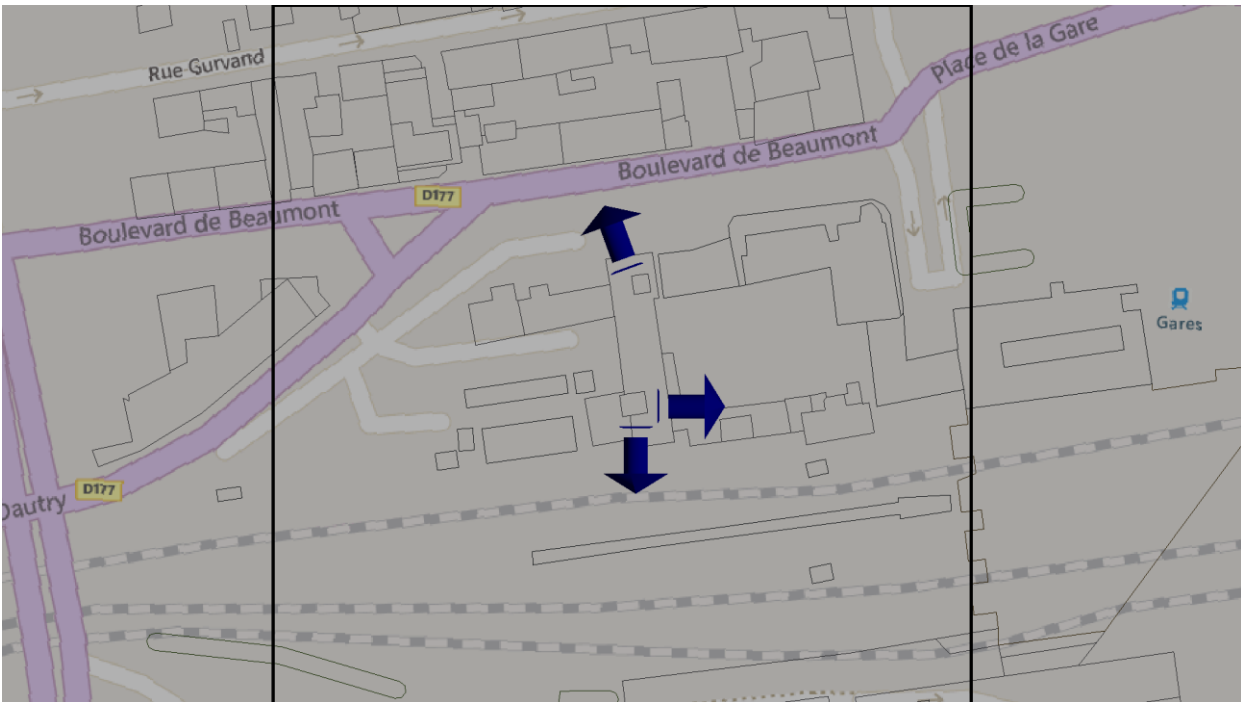 Rue Gurvand
Place de la Gare
Boulevard de Beaumont
D177
Boulevard de Beaumont
Gares
D177
Dautry